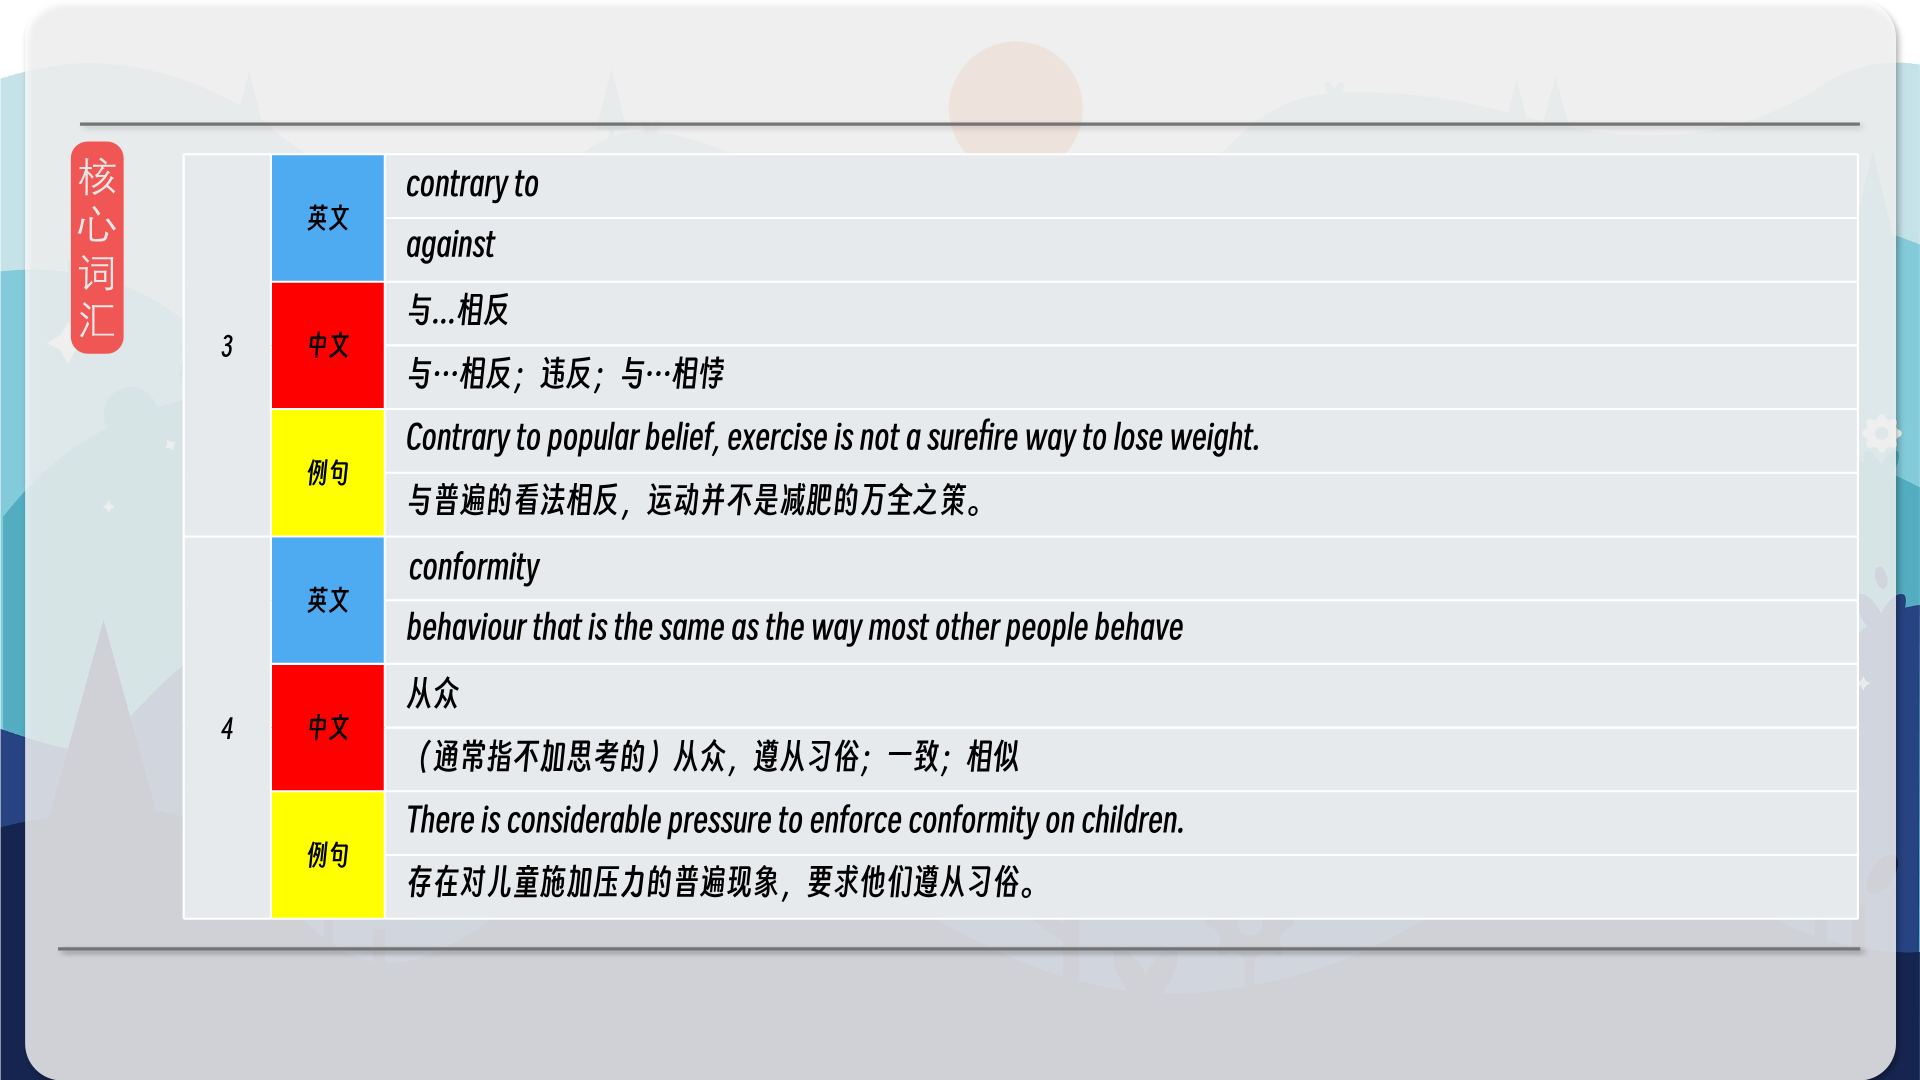 核心词汇
3
英文
contrary to
against
中文
与...相反
与…相反；违反；与…相悖
例句
Contrary to popular belief, exercise is not a surefire way to lose weight.
与普遍的看法相反，运动并不是减肥的万全之策。
4
英文
conformity
behaviour that is the same as the way most other people behave
中文
从众
（通常指不加思考的）从众，遵从习俗；一致；相似
例句
There is considerable pressure to enforce conformity on children.
存在对儿童施加压力的普遍现象，要求他们遵从习俗。